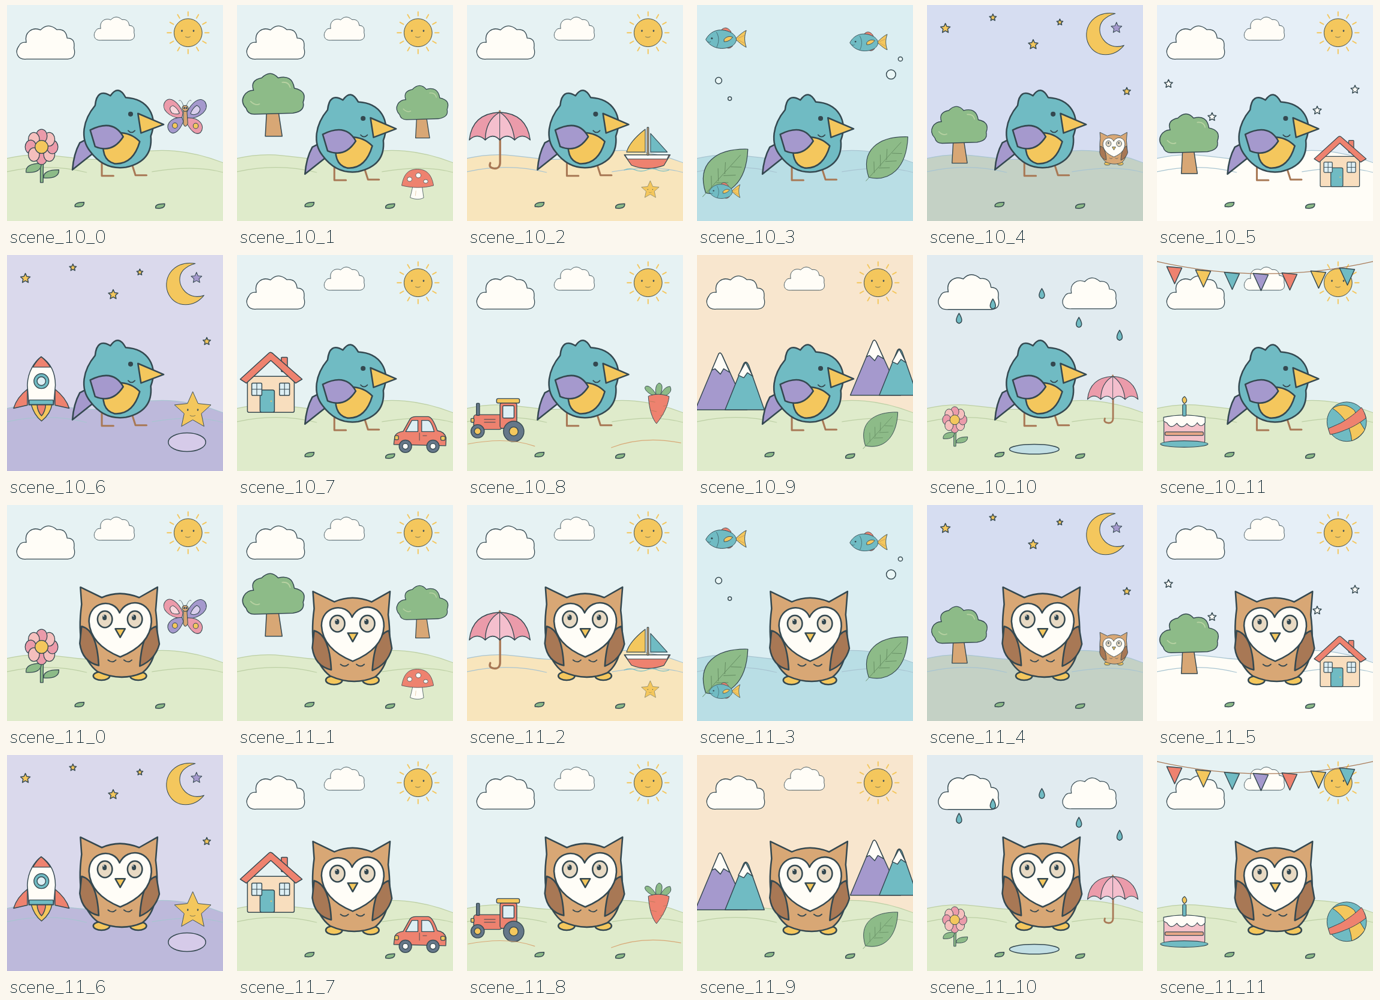 scene_10_0 scene_10_1 scene_10_2 scene_10_3 scene_10_4 scene_10_5
scene_10_6 scene_10_7 scene_10_8 scene_10_9 scene_10_10 scene_10_11
scene_11_0 scene_11_1 scene_11_2 scene_11_3 scene_11_4 scene_11_5
scene_11_6 scene_11_7 scene_11_8 scene_11_9 scene_11_10 scene_11_11